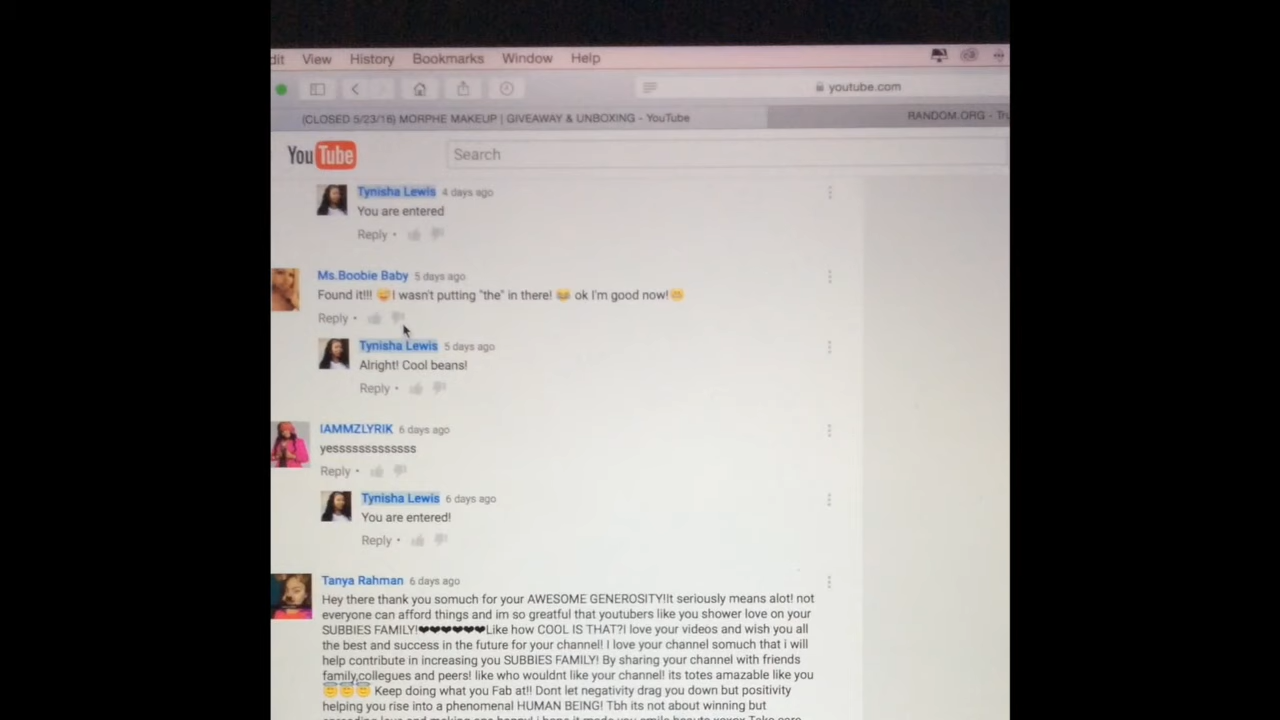 dit View History Bookmarks Window Help
youtube.com
(CLOSED 5/23/16) MORPHE MAKEUP | GIVEAWAY & UNBOXING - YouTube
RANDOM.ORG - Tru
YouTube
Search
Tynisha Lewis 4 days ago
You are entered
Reply •
Ms.Boobie Baby 5 days ago
Found it!!! 😅I wasn't putting "the" in there! 😂 ok I'm good now!😁
Reply •
Tynisha Lewis 5 days ago
Alright! Cool beans!
Reply •
IAMMZLYRIK 6 days ago
yesssssssssssss
Reply •
Tynisha Lewis 6 days ago
You are entered!
Reply •
Tanya Rahman 6 days ago
Hey there thank you somuch for your AWESOME GENEROSITY!It seriously means alot! not
everyone can afford things and im so greatful that youtubers like you shower love on your
SUBBIES FAMILY!❤❤❤❤❤❤Like how COOL IS THAT?I love your videos and wish you all
the best and success in the future for your channel! I love your channel somuch that i will
help contribute in increasing you SUBBIES FAMILY! By sharing your channel with friends
family,collegues and peers! like who wouldnt like your channel! its totes amazable like you
😇😇😇 Keep doing what you Fab at!! Dont let negativity drag you down but positivity
helping you rise into a phenomenal HUMAN BEING! Tbh its not about winning but